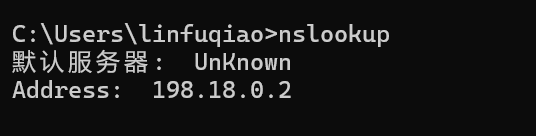 C:\Users\linfuqiao>nslookup
默认服务器:  UnKnown
Address:  198.18.0.2